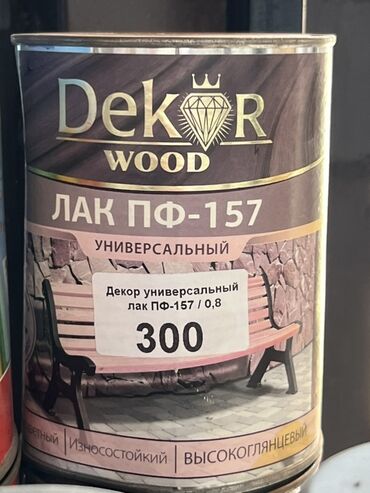 DekOR
WOOD
ЛАК ПФ-157
УНИВЕРСАЛЬНЫЙ
Декор универсальный
лак ПФ-157 / 0,8
300
Износостойкий
ВЫСОКОГЛЯНЦЕВЫЙ